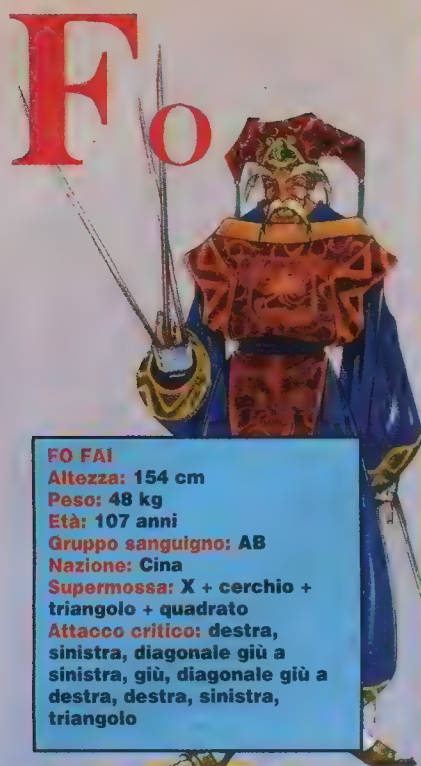 Fo
FO FAI
Altezza: 154 cm
Peso: 48 kg
Età: 107 anni
Gruppo sanguigno: AB
Nazione: Cina
Supermossa: X + cerchio +
triangolo + quadrato
Attacco critico: destra,
sinistra, diagonale giù a
sinistra, giù, diagonale giù a
destra, destra, sinistra,
triangolo